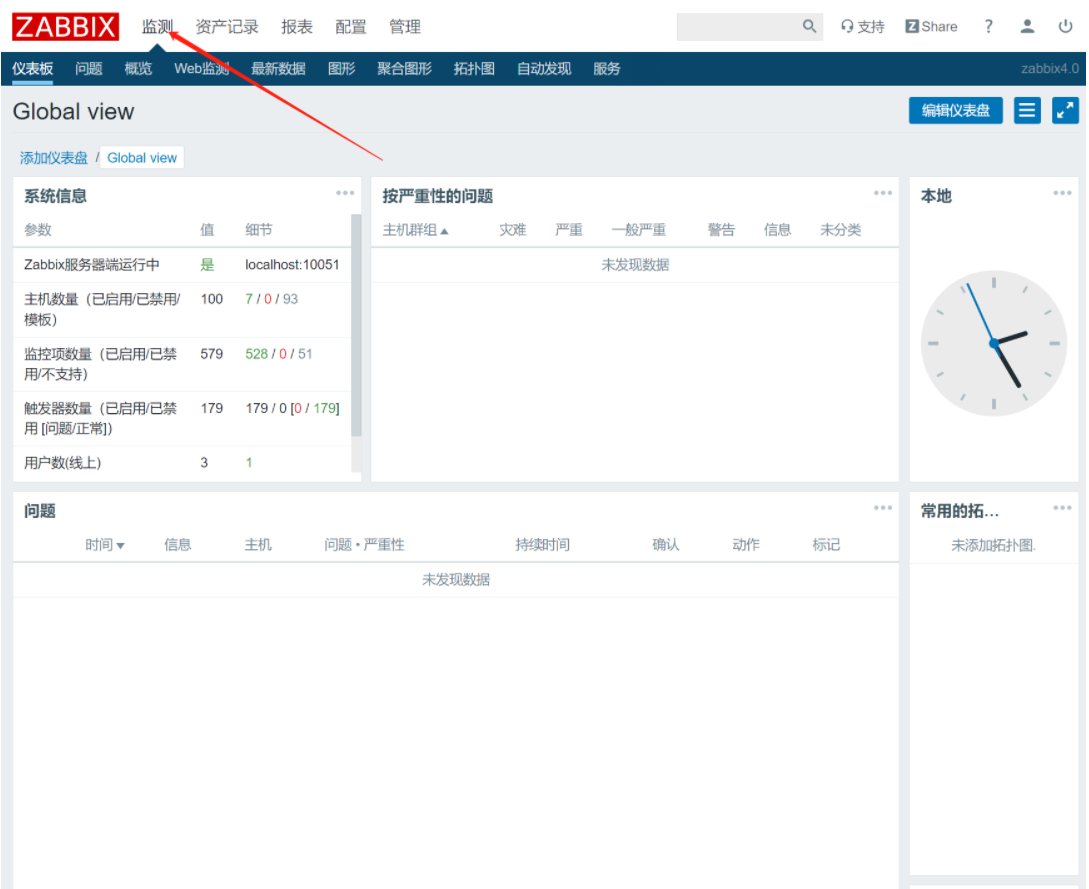 ZABBIX 监测 资产记录 报表 配置 管理 支持 Z Share ?
仪表板 问题 概览 Web监测 最新数据 图形 聚合图形 拓扑图 自动发现 服务 zabbix4.0
Global view 编辑仪表盘
添加仪表盘 / Global view
系统信息
参数 值 细节
Zabbix服务器端运行中 是 localhost:10051
主机数量（已启用/已禁用/ 100 7 / 0 / 93
模板）
监控项数量（已启用/已禁 579 528 / 0 / 51
用/不支持）
触发器数量（已启用/已禁 179 179 / 0 [0 / 179]
用 [问题/正常]）
用户数(线上) 3 1
按严重性的问题
主机群组▲ 灾难 严重 一般严重 警告 信息 未分类
未发现数据
本地
问题
时间▼ 信息 主机 问题 • 严重性 持续时间 确认 动作 标记
未发现数据
常用的拓...
未添加拓扑图.